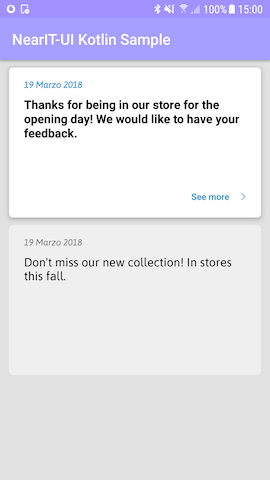 100% 15:00
NearIT-UI Kotlin Sample
19 Marzo 2018
Thanks for being in our store for the
opening day! We would like to have your
feedback.
See more
19 Marzo 2018
Don't miss our new collection! In stores
this fall.